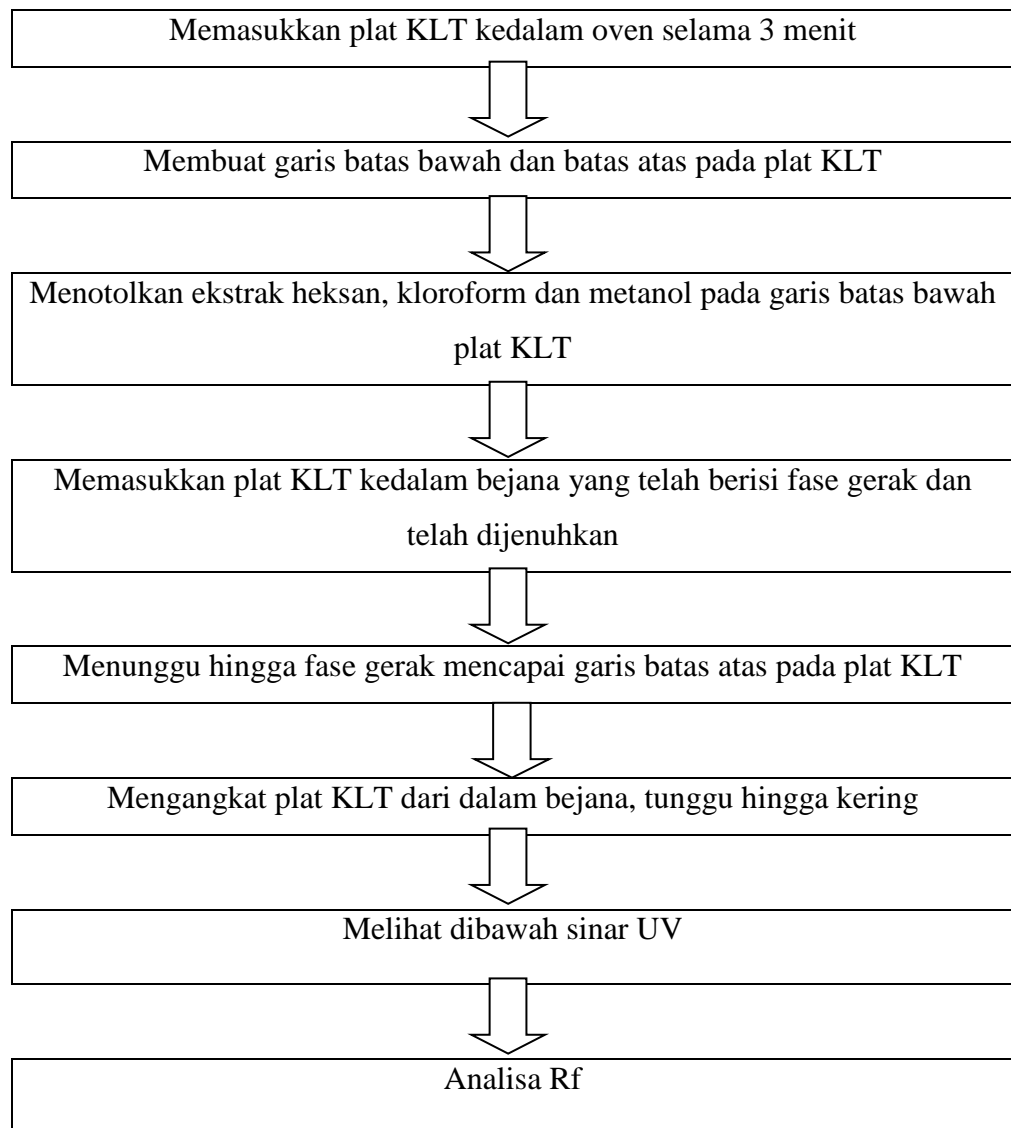 Memasukkan plat KLT kedalam oven selama 3 menit
Membuat garis batas bawah dan batas atas pada plat KLT
Menotolkan ekstrak heksan, kloroform dan metanol pada garis batas bawah
plat KLT
Memasukkan plat KLT kedalam bejana yang telah berisi fase gerak dan
telah dijenuhkan
Menunggu hingga fase gerak mencapai garis batas atas pada plat KLT
Mengangkat plat KLT dari dalam bejana, tunggu hingga kering
Melihat dibawah sinar UV
Analisa Rf